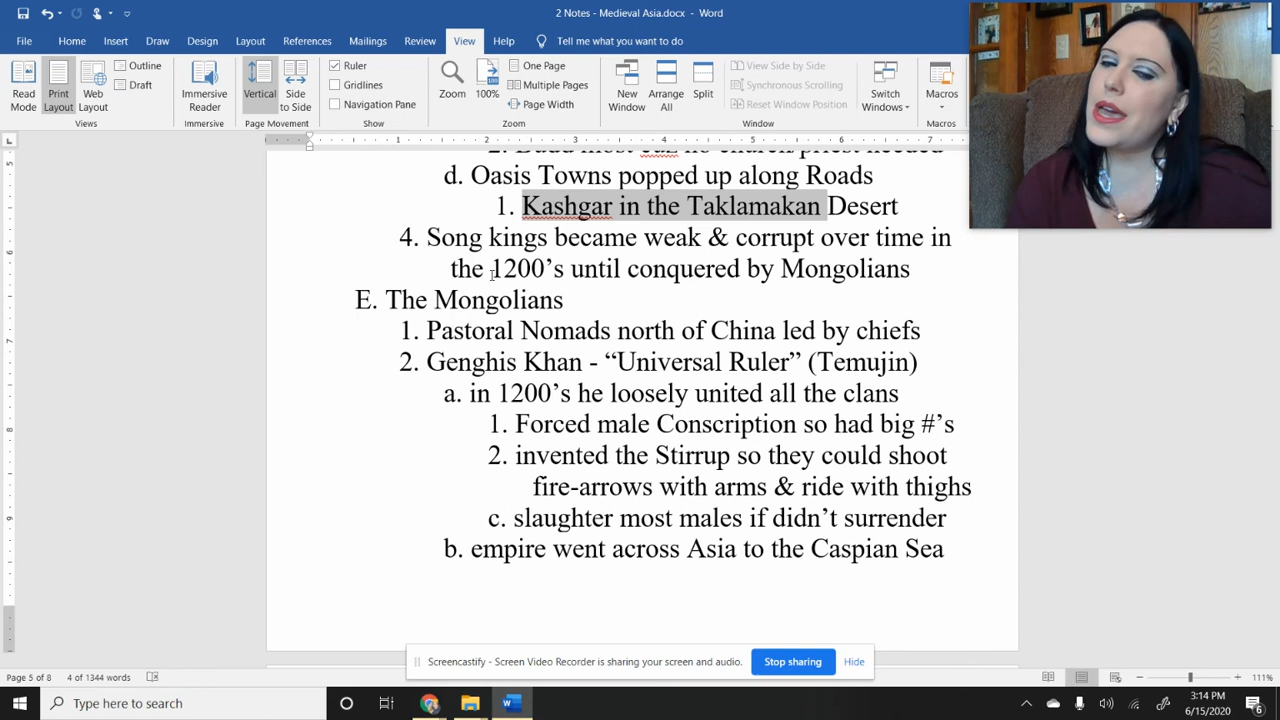 2 Notes - Medieval Asia.docx - Word
File Home Insert Draw Design Layout References Mailings Review View Help Tell me what you want to do
Read Mode
Print Layout
Web Layout
Outline
Draft
Views
Immersive Reader
Immersive
Vertical
Side to Side
Page Movement
Ruler
Gridlines
Navigation Pane
Show
Zoom
100%
One Page
Multiple Pages
Page Width
Zoom
New Window
Arrange All
Split
View Side by Side
Synchronous Scrolling
Reset Window Position
Window
Switch Windows
Macros
Macros
1 2 3 4 5 6 7
d. Oasis Towns popped up along Roads
1. Kashgar in the Taklamakan Desert
4. Song kings became weak & corrupt over time in
the 1200’s until conquered by Mongolians
E. The Mongolians
1. Pastoral Nomads north of China led by chiefs
2. Genghis Khan - “Universal Ruler” (Temujin)
a. in 1200’s he loosely united all the clans
1. Forced male Conscription so had big #’s
2. invented the Stirrup so they could shoot
fire-arrows with arms & ride with thighs
c. slaughter most males if didn’t surrender
b. empire went across Asia to the Caspian Sea
Screencastify - Screen Video Recorder is sharing your screen and audio. Stop sharing Hide
Page 5 of 8 4 of 1344 words 111%
Type here to search
3:14 PM
6/15/2020
6